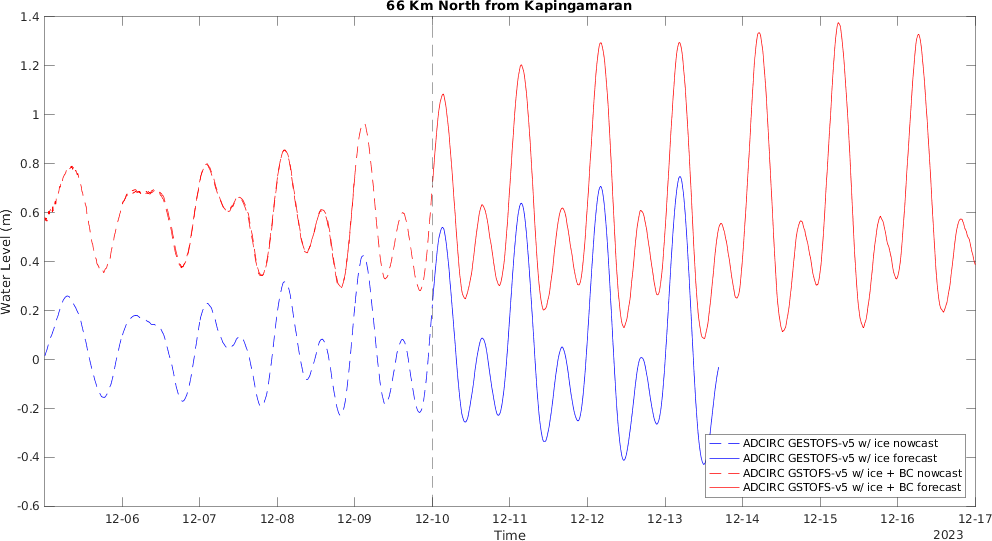 66 Km North from Kapingamaran
Water Level (m)
1.4
1.2
1
0.8
0.6
0.4
0.2
0
-0.2
-0.4
-0.6
ADCIRC GESTOFS-v5 w/ ice nowcast
ADCIRC GESTOFS-v5 w/ ice forecast
ADCIRC GSTOFS-v5 w/ ice + BC nowcast
ADCIRC GSTOFS-v5 w/ ice + BC forecast
12-06 12-07 12-08 12-09 12-10 12-11 12-12 12-13 12-14 12-15 12-16 12-17
Time
2023